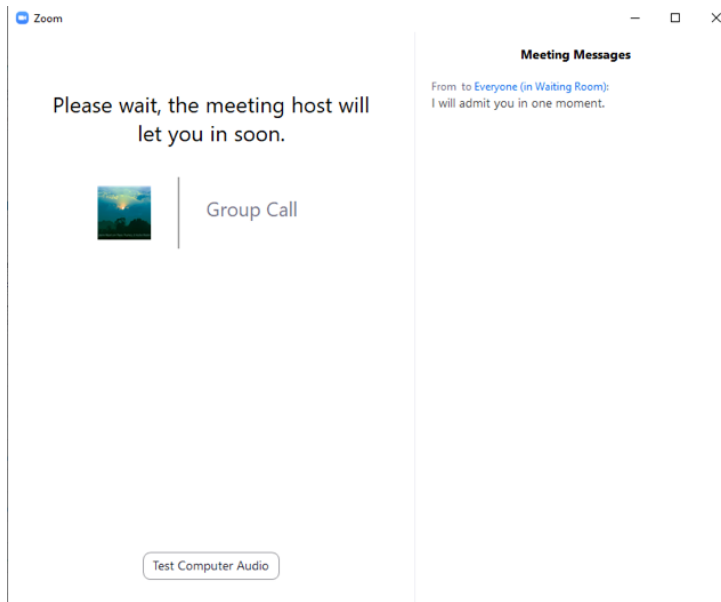 Zoom
Please wait, the meeting host will
let you in soon.
Group Call
Test Computer Audio
Meeting Messages
From to Everyone (in Waiting Room):
I will admit you in one moment.